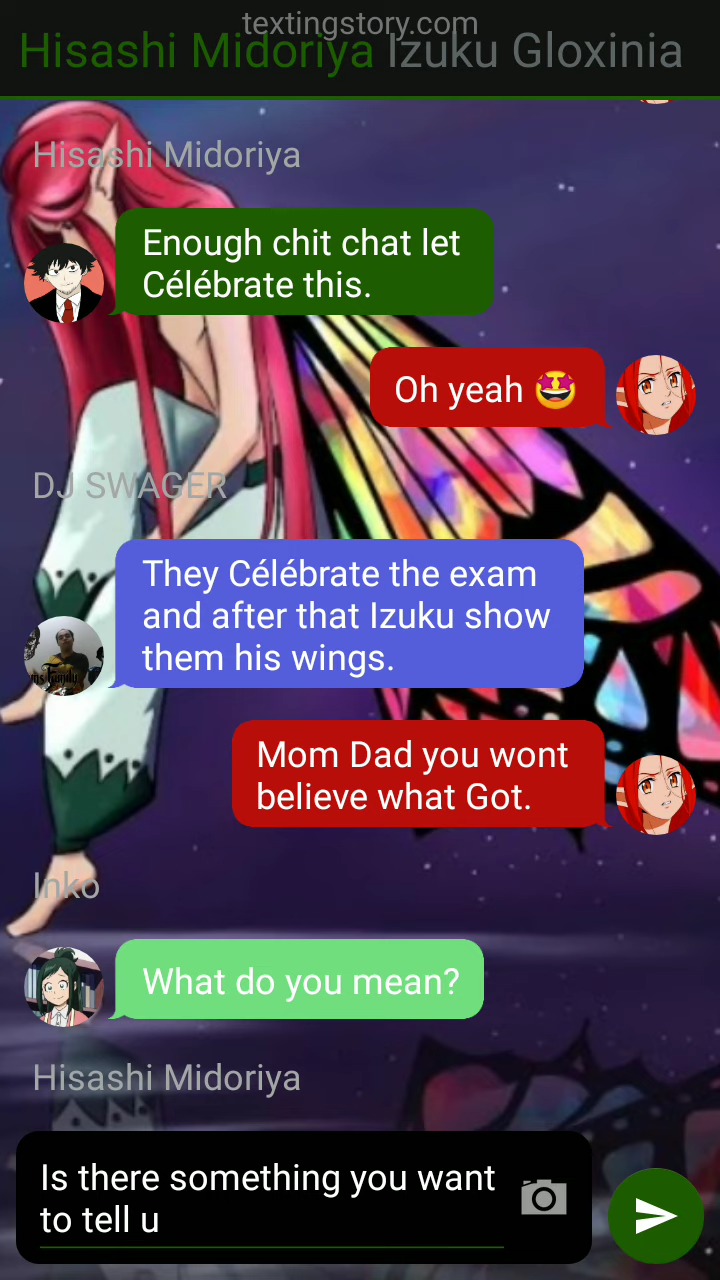 textingstory.com
Hisashi Midoriya Izuku Gloxinia
Hisashi Midoriya
Enough chit chat let
Célébrate this.
Oh yeah 🤩
DJ SWAGER
They Célébrate the exam
and after that Izuku show
them his wings.
Mom Dad you wont
believe what Got.
Inko
What do you mean?
Hisashi Midoriya
Is there something you want
to tell u